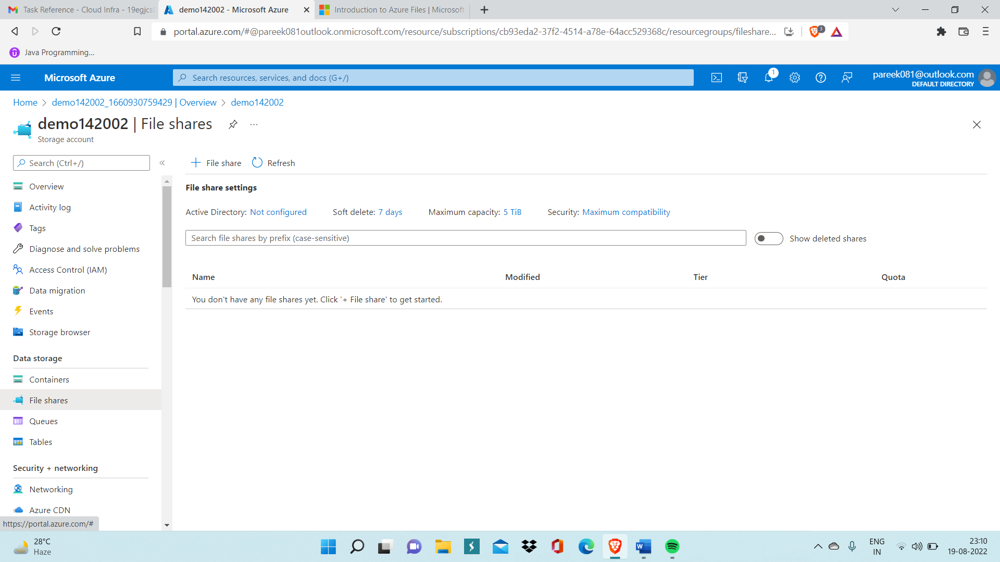 Task Reference - Cloud Infra - 19egjcs
demo142002 - Microsoft Azure
Introduction to Azure Files | Microsoft
portal.azure.com/#@pareek081outlook.onmicrosoft.com/resource/subscriptions/cb93eda2-37f2-4514-a78e-64acc529368c/resourcegroups/fileshare...
3
Java Programming...
Microsoft Azure
Search resources, services, and docs (G+/)
1
pareek081@outlook.com
DEFAULT DIRECTORY
Home > demo142002_1660930759429 | Overview > demo142002
demo142002 | File shares
...
Storage account
Search (Ctrl+/)
«
+ File share
Refresh
Overview
Activity log
Tags
Diagnose and solve problems
Access Control (IAM)
Data migration
Events
Storage browser
Data storage
Containers
File shares
Queues
Tables
Security + networking
Networking
Azure CDN
https://portal.azure.com/#
File share settings
Active Directory: Not configured
Soft delete: 7 days
Maximum capacity: 5 TiB
Security: Maximum compatibility
Search file shares by prefix (case-sensitive)
Show deleted shares
Name Modified Tier Quota
You don't have any file shares yet. Click '+ File share' to get started.
28°C
Haze
ENG
IN
23:10
19-08-2022